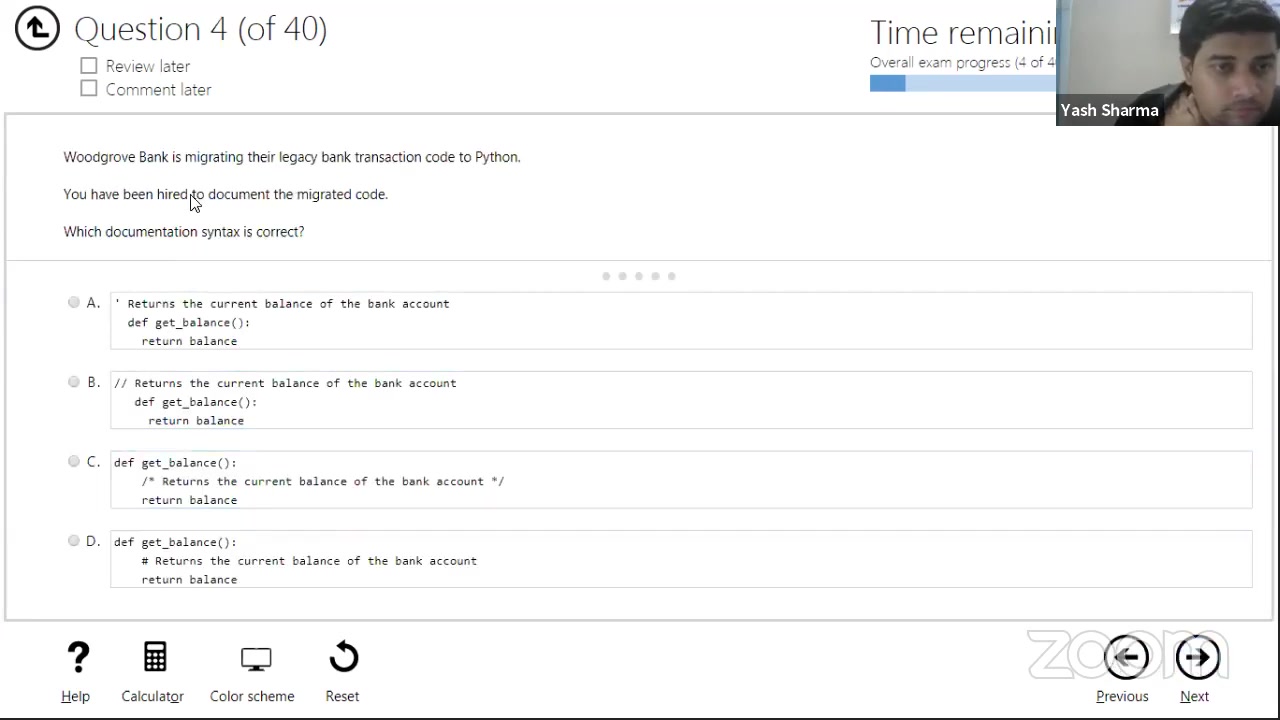 Question 4 (of 40)
Review later
Comment later
Time remaini
Overall exam progress (4 of 4
Yash Sharma
Woodgrove Bank is migrating their legacy bank transaction code to Python.
You have been hired to document the migrated code.
Which documentation syntax is correct?
A. ' Returns the current balance of the bank account
def get_balance():
return balance
B. // Returns the current balance of the bank account
def get_balance():
return balance
C. def get_balance():
/* Returns the current balance of the bank account */
return balance
D. def get_balance():
# Returns the current balance of the bank account
return balance
zoom
? Help
Calculator
Color scheme
Reset
Previous
Next